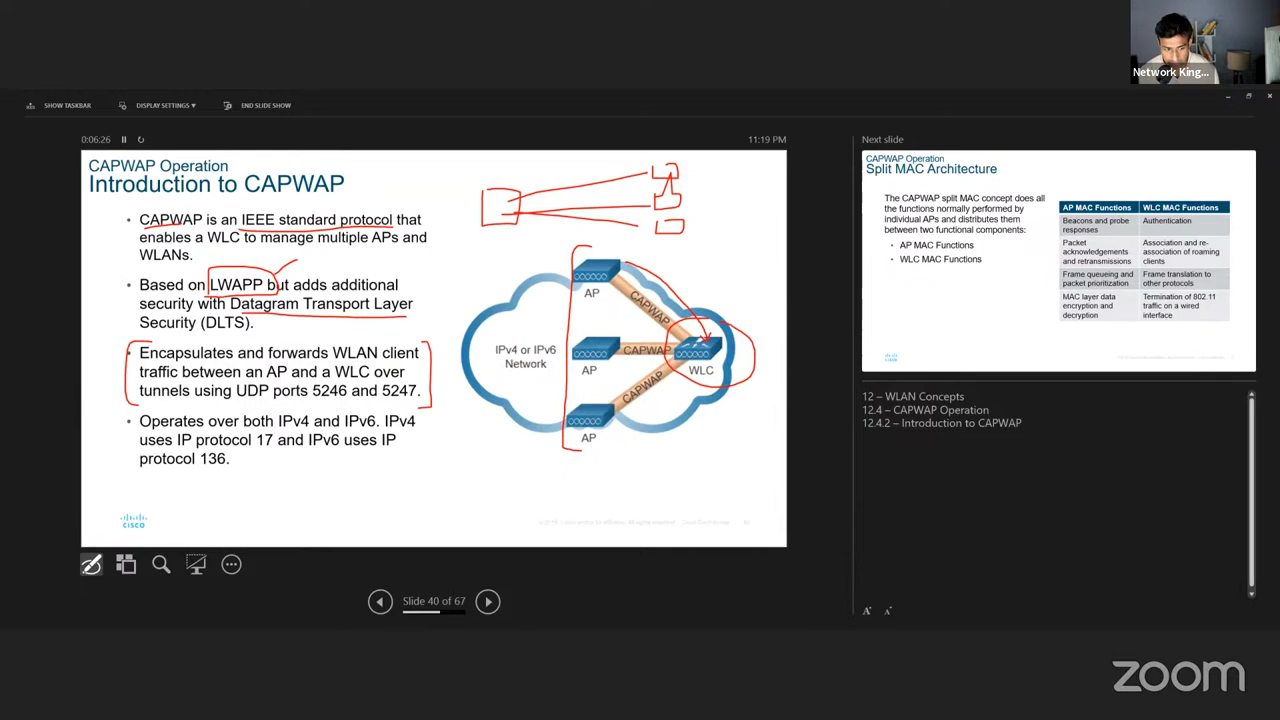 Network King...
SHOW TASKBAR
DISPLAY SETTINGS ▼
END SLIDE SHOW
0:06:26
11:19 PM
CAPWAP Operation
Introduction to CAPWAP
• CAPWAP is an IEEE standard protocol that
enables a WLC to manage multiple APs and
WLANs.
• Based on LWAPP but adds additional
security with Datagram Transport Layer
Security (DLTS).
• Encapsulates and forwards WLAN client
traffic between an AP and a WLC over
tunnels using UDP ports 5246 and 5247.
• Operates over both IPv4 and IPv6. IPv4
uses IP protocol 17 and IPv6 uses IP
protocol 136.
AP
CAPWAP
IPv4 or IPv6
Network
AP
CAPWAP
WLC
CAPWAP
AP
CISCO
Slide 40 of 67
Next slide
CAPWAP Operation
Split MAC Architecture
The CAPWAP split MAC concept does all
the functions normally performed by
individual APs and distributes them
between two functional components:
• AP MAC Functions
• WLC MAC Functions
AP MAC Functions WLC MAC Functions
Beacons and probe
responses
Authentication
Packet
acknowledgements
and retransmissions
Association and re-
association of roaming
clients
Frame queueing and
packet prioritization
Frame translation to
other protocols
MAC layer data
encryption and
decryption
Termination of 802.11
traffic on a wired
interface
12 – WLAN Concepts
12.4 – CAPWAP Operation
12.4.2 – Introduction to CAPWAP
A A
zoom